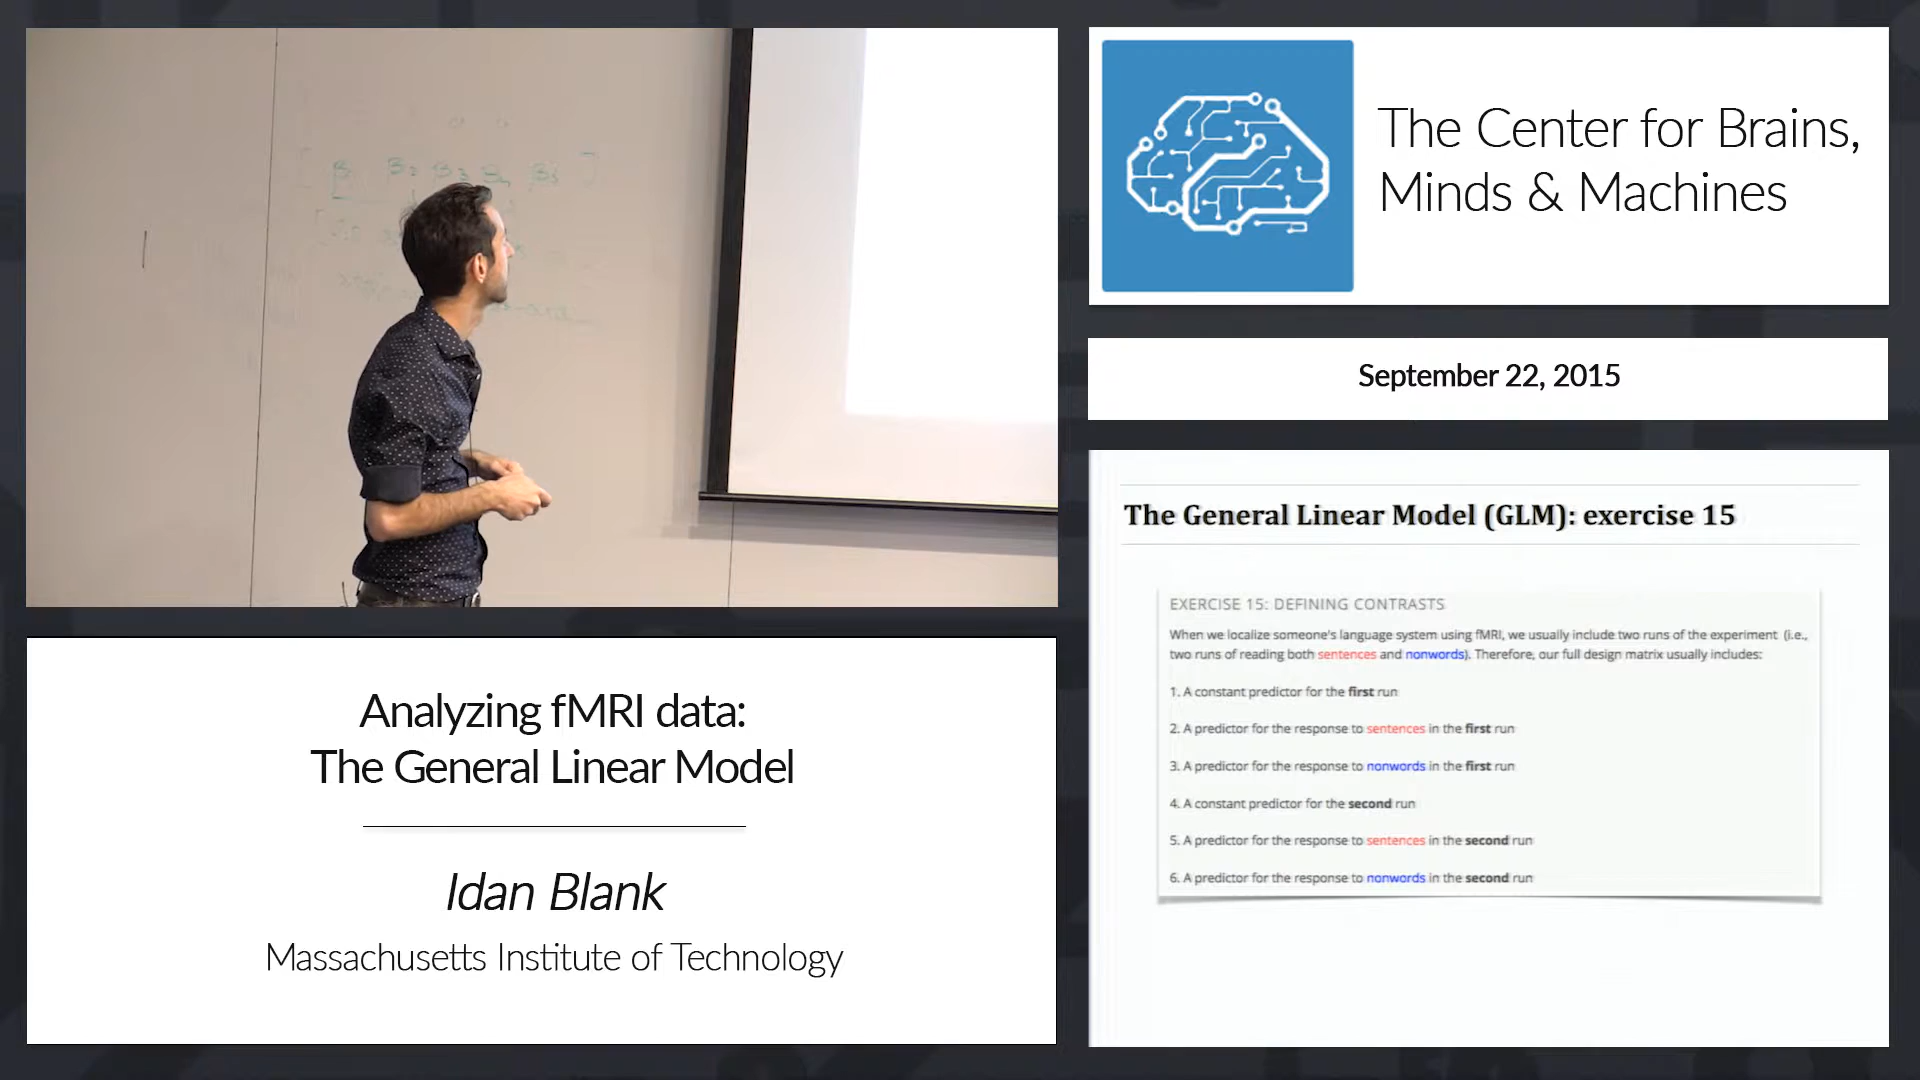 The Center for Brains,
Minds & Machines
September 22, 2015
The General Linear Model (GLM): exercise 15
EXERCISE 15: DEFINING CONTRASTS
When we localize someone's language system using fMRI, we usually include two runs of the experiment (i.e.,
two runs of reading both sentences and nonwords). Therefore, our full design matrix usually includes:
1. A constant predictor for the first run
2. A predictor for the response to sentences in the first run
3. A predictor for the response to nonwords in the first run
4. A constant predictor for the second run
5. A predictor for the response to sentences in the second run
6. A predictor for the response to nonwords in the second run
Analyzing fMRI data:
The General Linear Model
Idan Blank
Massachusetts Institute of Technology